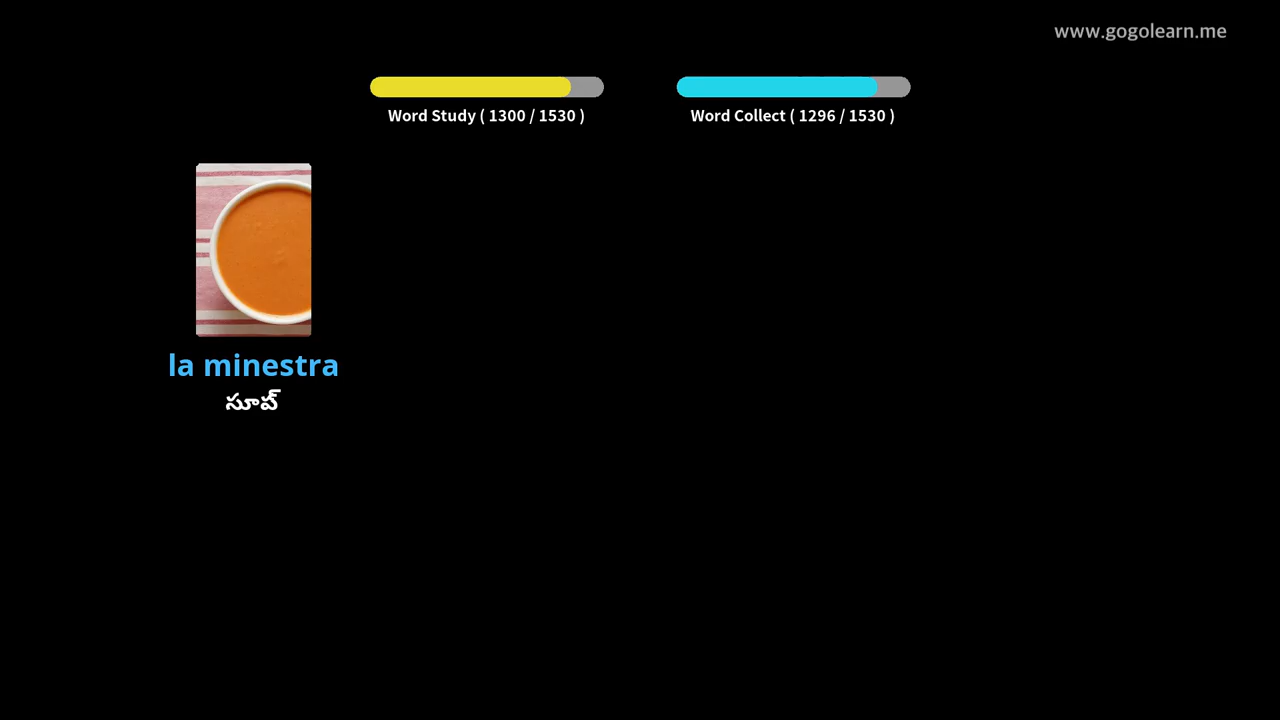 www.gogolearn.me
Word Study ( 1300 / 1530 )
Word Collect ( 1296 / 1530 )
la minestra
సూప్